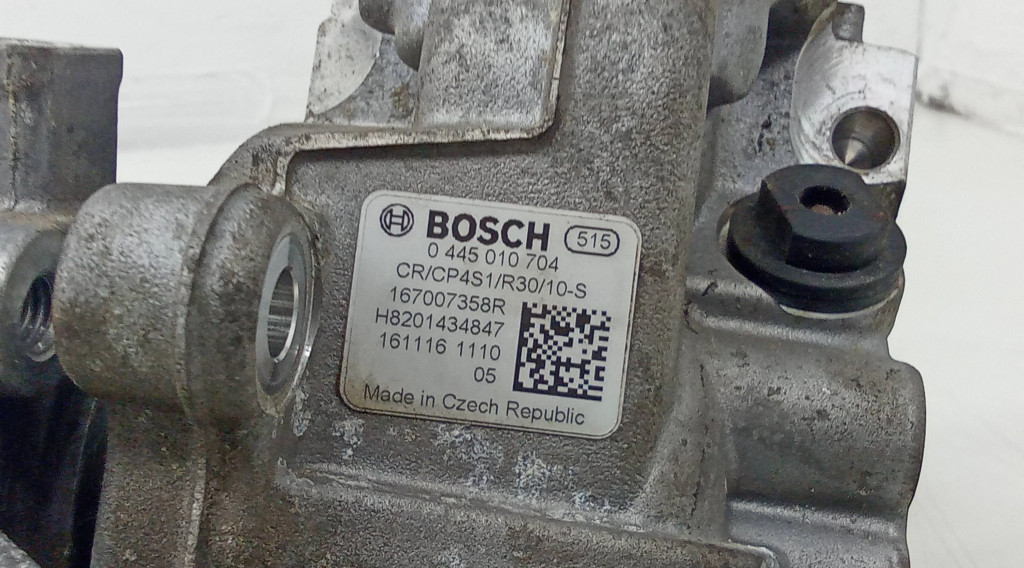 BOSCH 515
0 445 010 704
CR/CP4S1/R30/10-S
167007358R
H8201434847
161116 1110
05
Made in Czech Republic